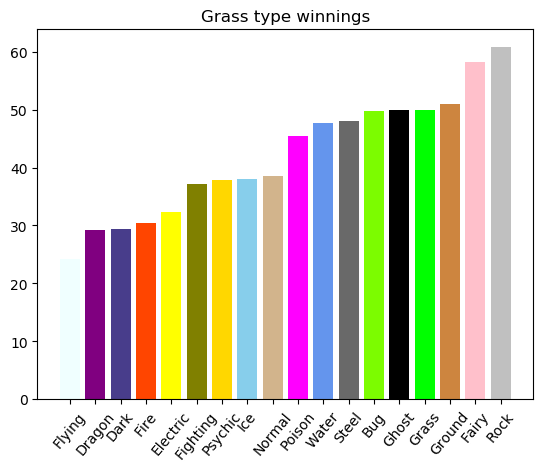 Grass type winnings
60
50
40
30
20
10
0
Flying
Dragon
Dark
Fire
Electric
Fighting
Psychic
Ice
Normal
Poison
Water
Steel
Bug
Ghost
Grass
Ground
Fairy
Rock